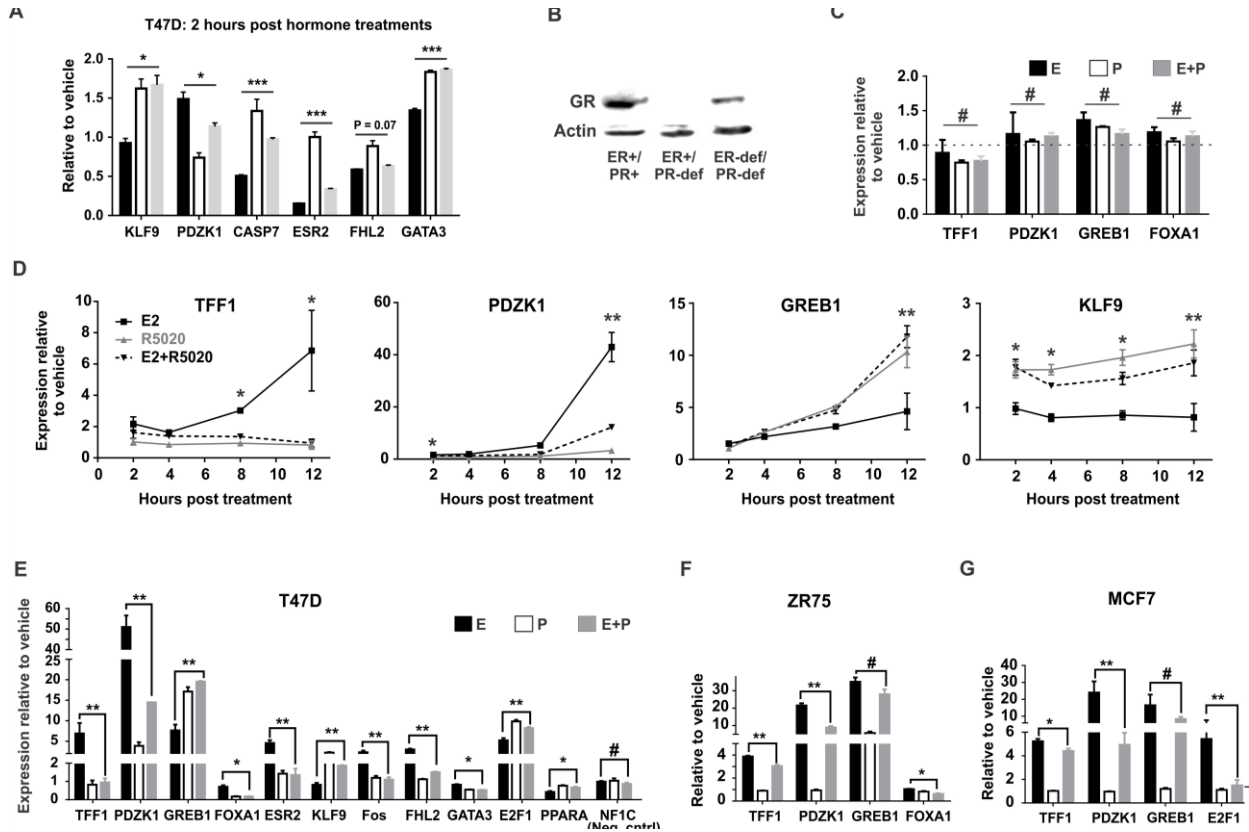 A
T47D: 2 hours post hormone treatments
Relative to vehicle
2.0
1.5
1.0
0.5
0.0
*
*
***
***
P = 0.07
***
KLF9 PDZK1 CASP7 ESR2 FHL2 GATA3
B
GR
Actin
ER+/ ER+/ ER-def/
PR+ PR-def PR-def
C
E P E+P
Expression relative
to vehicle
2.0
1.5
1.0
0.5
0.0
# # # #
TFF1 PDZK1 GREB1 FOXA1
D
Expression relative
to vehicle
TFF1
E2
R5020
E2+R5020
10
8
6
4
2
0
*
*
0 2 4 6 8 10 12
Hours post treatment
PDZK1
60
40
20
0
*
**
2 4 6 8 10 12
Hours post treatment
GREB1
15
10
5
0
**
2 4 6 8 10 12
Hours post treatment
KLF9
3
2
1
0
* * * **
2 4 6 8 10 12
Hours post treatment
E
T47D
E P E+P
Expression relative to vehicle
60
50
40
30
20
15
10
5
2
1
0
** ** ** * ** ** ** ** * ** * #
TFF1 PDZK1 GREB1 FOXA1 ESR2 KLF9 Fos FHL2 GATA3 E2F1 PPARA NF1C
(Neg. cntrl)
F
ZR75
30
20
10
4
2
0
** ** # *
TFF1 PDZK1 GREB1 FOXA1
G
MCF7
Relative to vehicle
40
30
20
10
6
4
2
0
* ** # **
TFF1 PDZK1 GREB1 E2F1